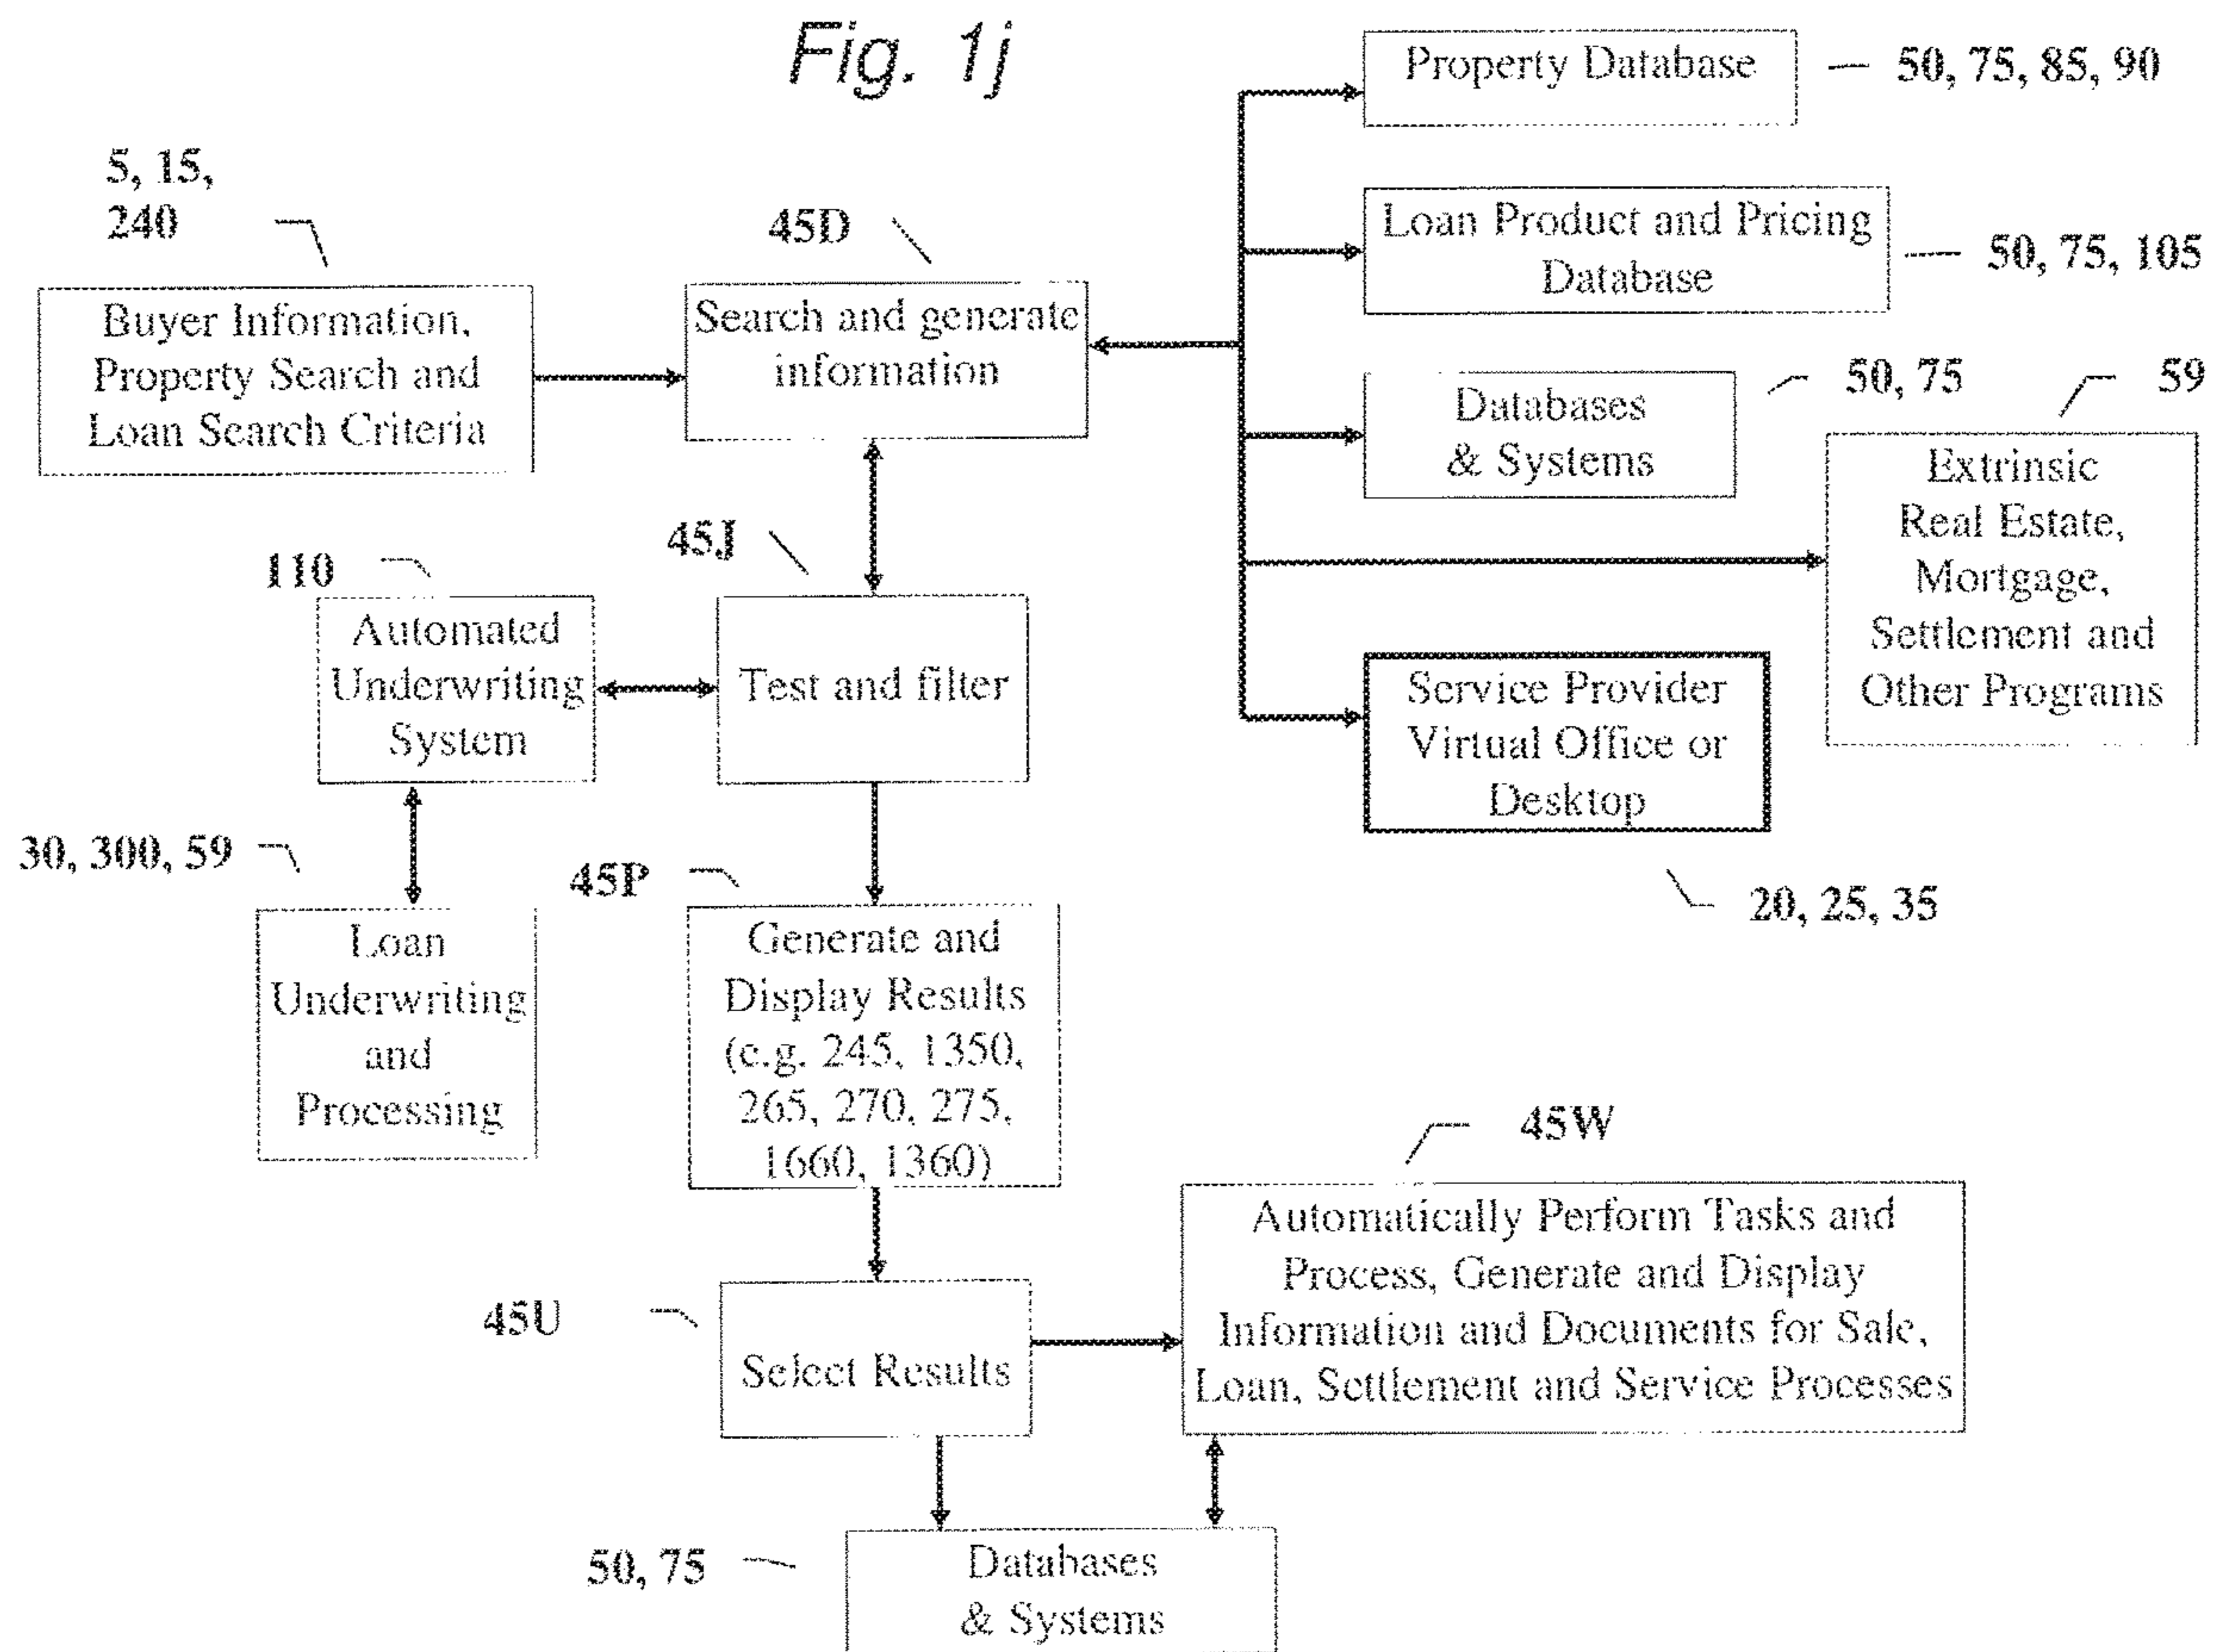 Fig. 1j
Property Database
50, 75, 85, 90
5, 15,
240
45D
Loan Product and Pricing
Database
50, 75, 105
Buyer Information,
Property Search and
Loan Search Criteria
Search and generate
information
50, 75
59
Databases
& Systems
Extrinsic
Real Estate,
Mortgage,
Settlement and
Other Programs
45J
110
Automated
Underwriting
System
Test and filter
Service Provider
Virtual Office or
Desktop
20, 25, 35
30, 300, 59
45P
Loan
Underwriting
and
Processing
Generate and
Display Results
(e.g. 245, 1350,
265, 270, 275,
1660, 1360)
45W
Automatically Perform Tasks and
Process, Generate and Display
Information and Documents for Sale,
Loan, Settlement and Service Processes
45U
Select Results
50, 75
Databases
& Systems